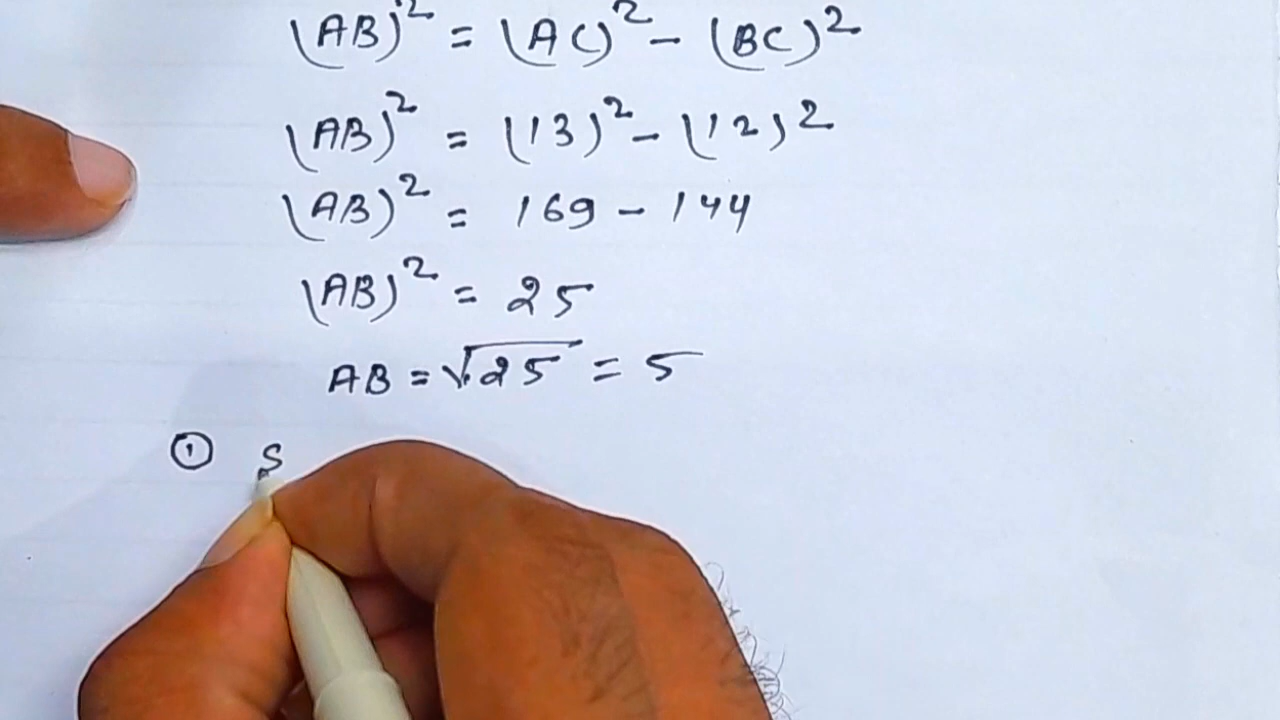 (AB)² = (AC)² - (BC)²
(AB)² = (13)² - (12)²
(AB)² = 169 - 144
(AB)² = 25
AB = √25 = 5
① S